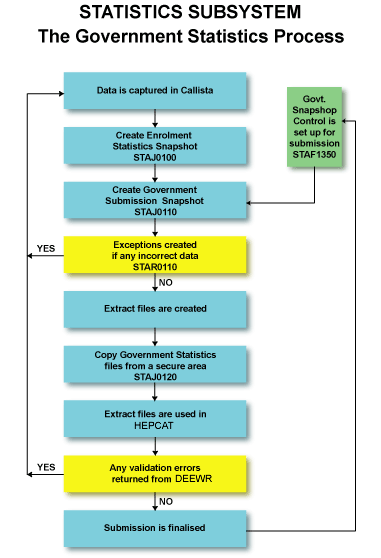 STATISTICS SUBSYSTEM
The Government Statistics Process
Data is captured in Callista
Govt.
Snapshop
Control is
set up for
submission
STAF1350
Create Enrolment
Statistics Snapshot
STAJ0100
Create Government
Submission Snapshot
STAJ0110
YES
Exceptions created
if any incorrect data
STAR0110
NO
Extract files are created
Copy Government Statistics
files from a secure area
STAJ0120
Extract files are used in
HEPCAT
YES
Any validation errors
returned from DEEWR
NO
Submission is finalised